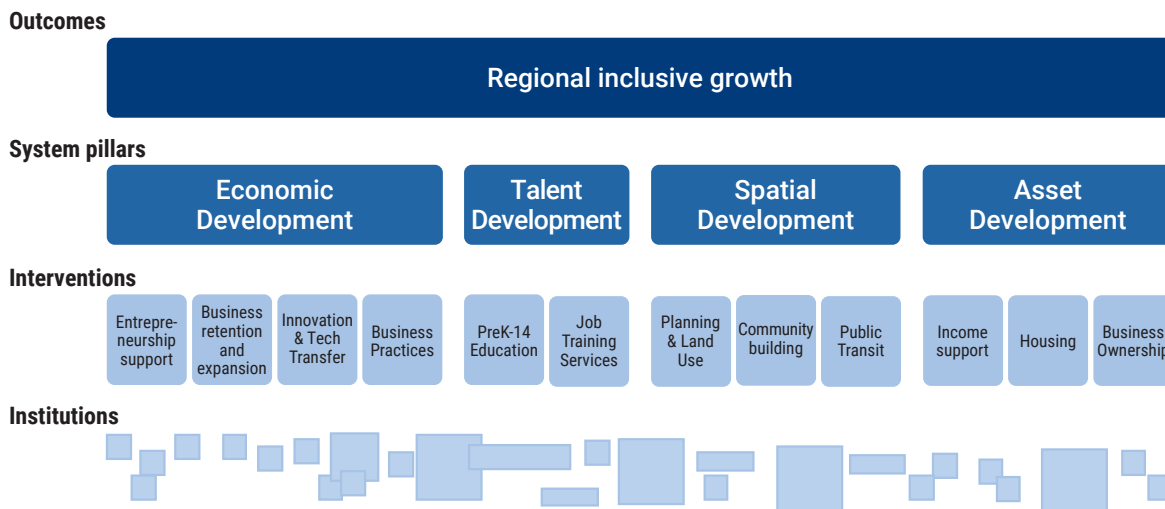 Outcomes
Regional inclusive growth
System pillars
Economic
Development
Talent
Development
Spatial
Development
Asset
Development
Interventions
Entrepre-
neurship
support
Business
retention
and
expansion
Innovation
& Tech
Transfer
Business
Practices
PreK-14
Education
Job
Training
Services
Planning
& Land
Use
Community
building
Public
Transit
Income
support
Housing
Business
Ownership
Institutions